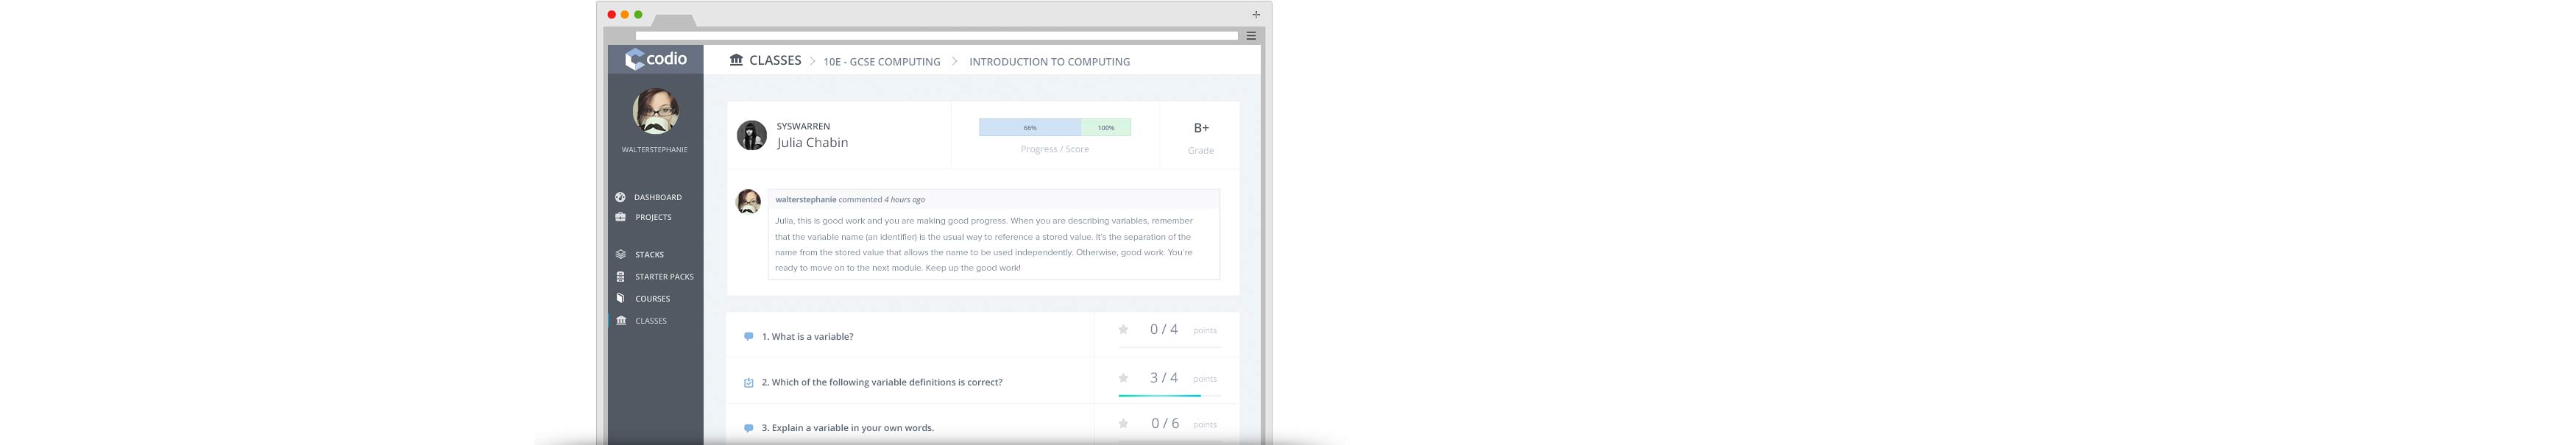 codio
CLASSES > 10E - GCSE COMPUTING > INTRODUCTION TO COMPUTING
WALTERSTEPHANIE
DASHBOARD
PROJECTS
STACKS
STARTER PACKS
COURSES
CLASSES
SYSWARREN
Julia Chabin
66% 100%
Progress / Score
B+
Grade
walterstephanie commented 4 hours ago
Julia, this is good work and you are making good progress. When you are describing variables, remember
that the variable name (an identifier) is the usual way to reference a stored value. It's the separation of the
name from the stored value that allows the name to be used independently. Otherwise, good work. You're
ready to move on to the next module. Keep up the good work!
1. What is a variable? 0 / 4 points
2. Which of the following variable definitions is correct? 3 / 4 points
3. Explain a variable in your own words. 0 / 6 points